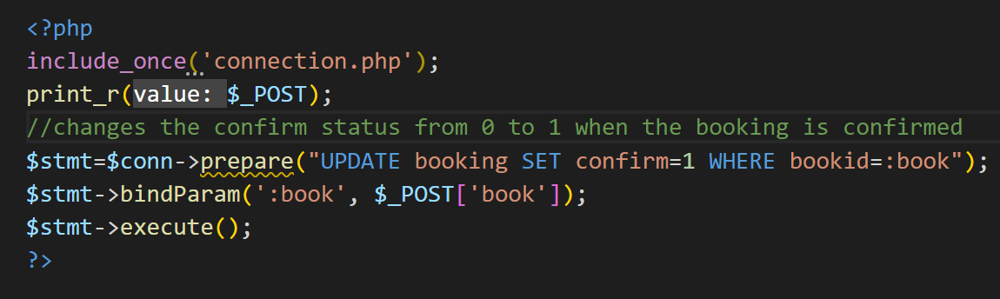 <?php
include_once('connection.php');
print_r(value: $_POST);
//changes the confirm status from 0 to 1 when the booking is confirmed
$stmt=$conn->prepare("UPDATE booking SET confirm=1 WHERE bookid=:book");
$stmt->bindParam(':book', $_POST['book']);
$stmt->execute();
?>